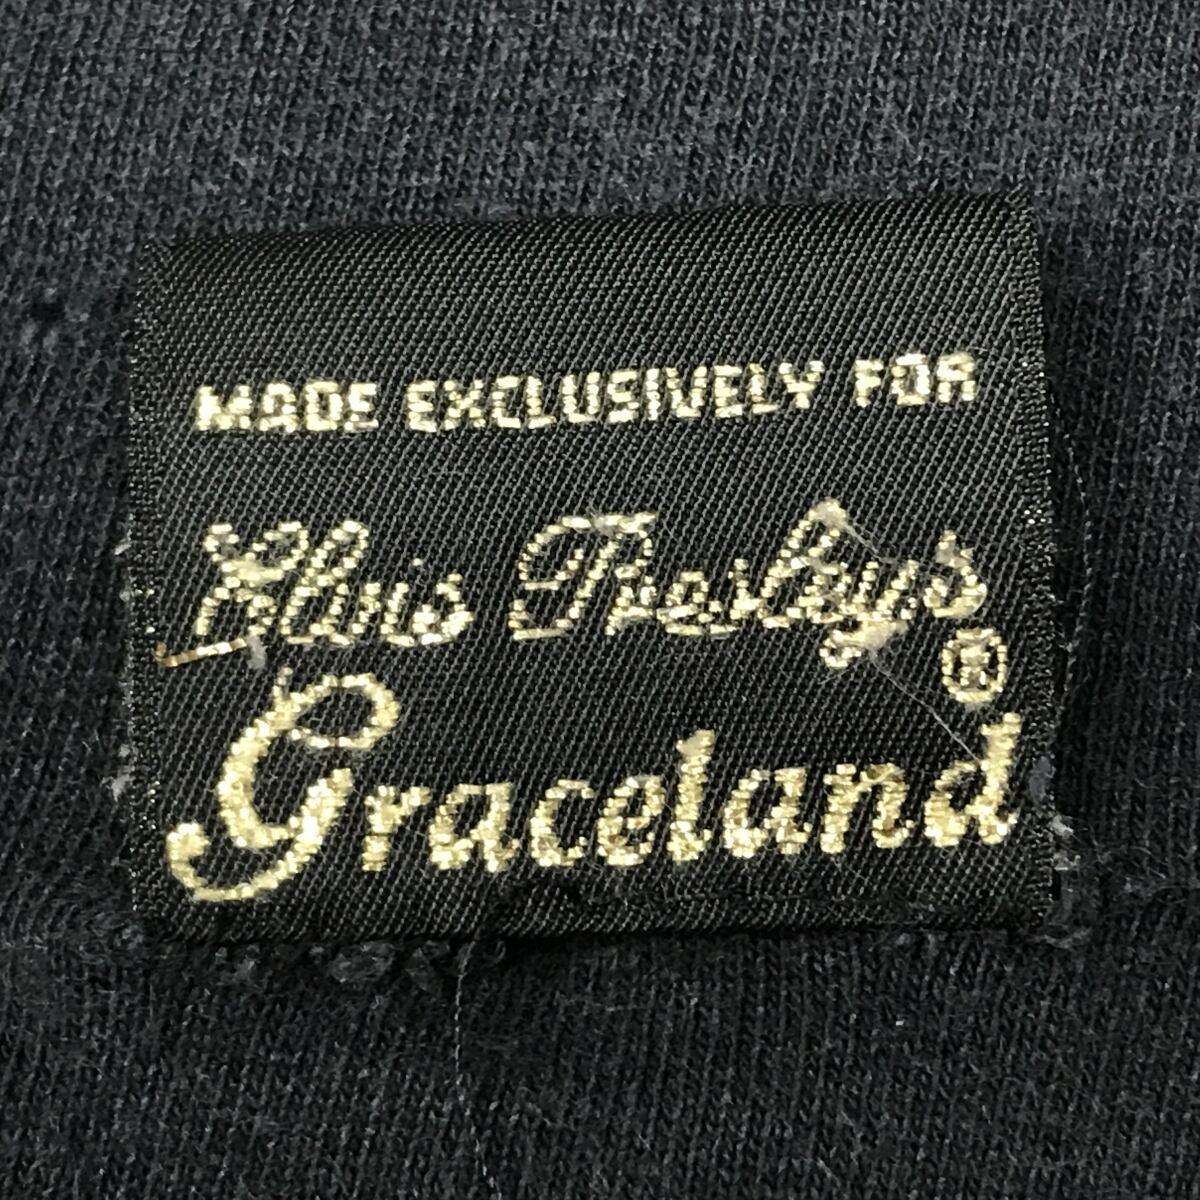 MADE EXCLUSIVELY FOR
Elvis Presley's
®
Graceland